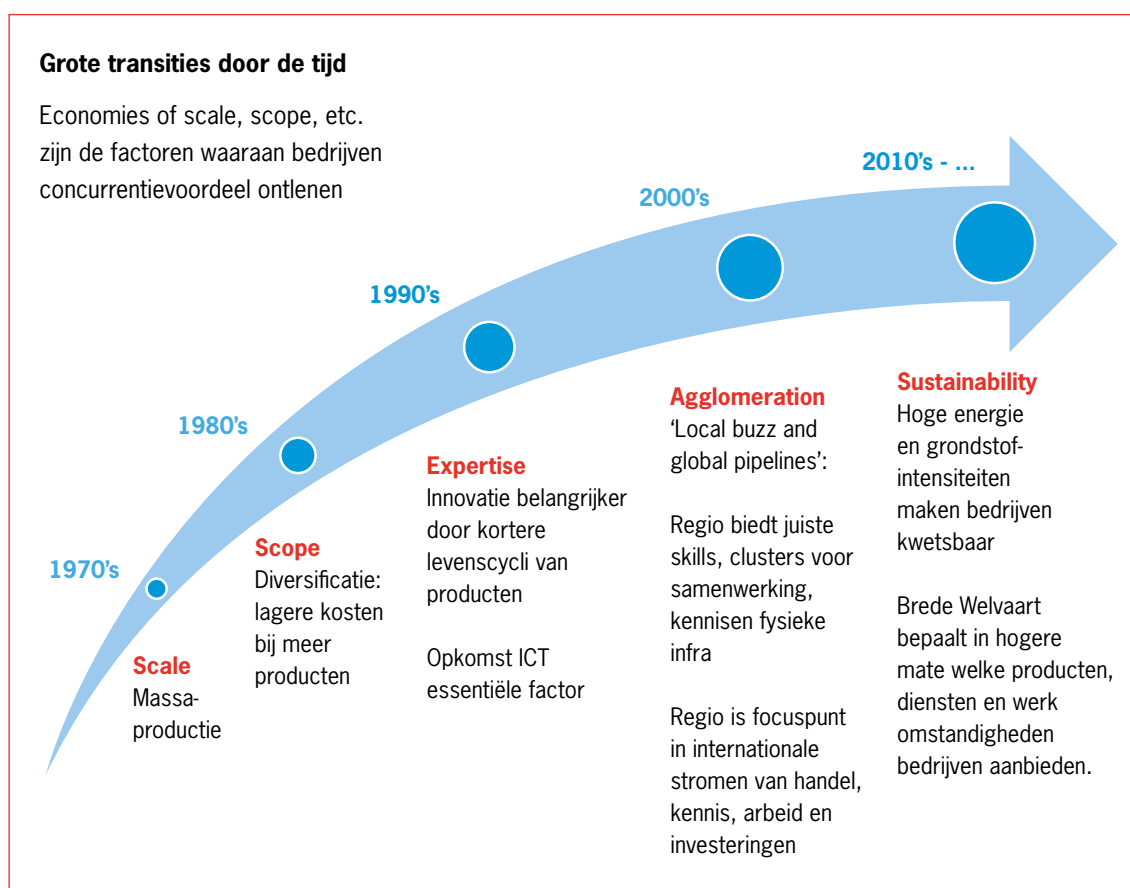 Grote transities door de tijd
Economies of scale, scope, etc.
zijn de factoren waaraan bedrijven
concurrentievoordeel ontlenen
1970's
Scale
Massa-
productie
1980's
Scope
Diversificatie:
lagere kosten
bij meer
producten
1990's
Expertise
Innovatie belangrijker
door kortere
levenscycli van
producten
Opkomst ICT
essentiële factor
2000's
Agglomeration
‘Local buzz and
global pipelines’:
Regio biedt juiste
skills, clusters voor
samenwerking,
kennisen fysieke
infra
Regio is focuspunt
in internationale
stromen van handel,
kennis, arbeid en
investeringen
2010's - ...
Sustainability
Hoge energie
en grondstof-
intensiteiten
maken bedrijven
kwetsbaar
Brede Welvaart
bepaalt in hogere
mate welke producten,
diensten en werk
omstandigheden
bedrijven aanbieden.